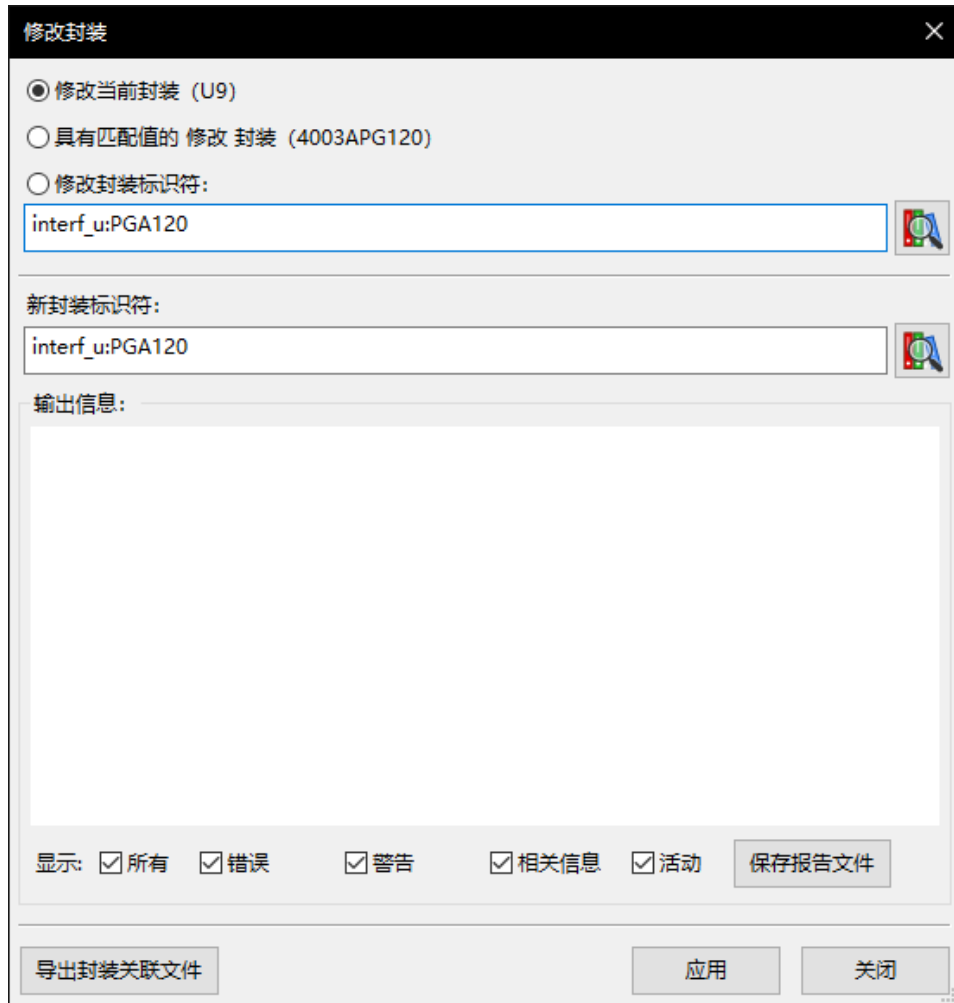 修改封装
修改当前封装（U9）
具有匹配值的 修改 封装（4003APG120）
修改封装标识符：
interf_u:PGA120
新封装标识符：
interf_u:PGA120
输出信息：
显示: 所有 错误 警告 相关信息 活动 保存报告文件
导出封装关联文件 应用 关闭